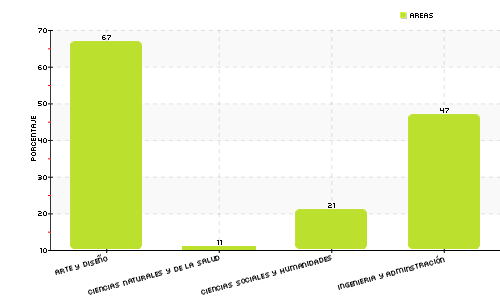 AREAS
70
67
60
50
47
PORCENTAJE
40
30
21
20
11
10
ARTE Y DISEÑO
CIENCIAS NATURALES Y DE LA SALUD
CIENCIAS SOCIALES Y HUMANIDADES
INGENIERIA Y ADMINSTRACIÓN